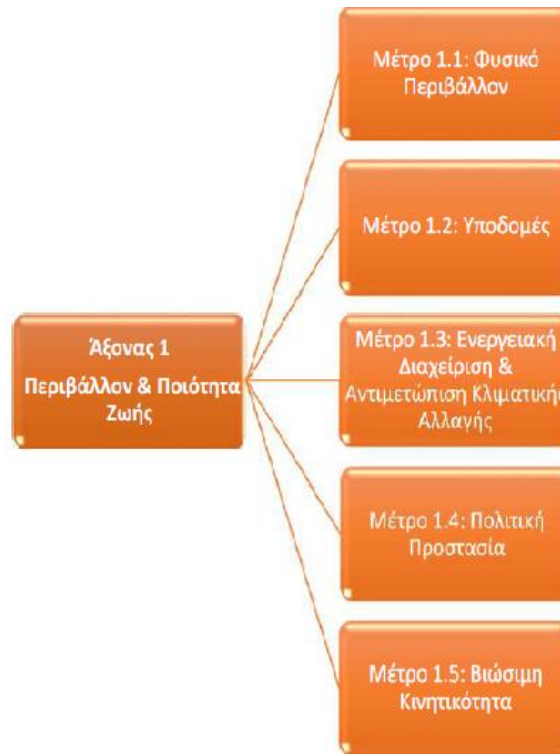 Μέτρο 1.1: Φυσικό
Περιβάλλον
Μέτρο 1.2: Υποδομές
Άξονας 1
Περιβάλλον & Ποιότητα
Ζωής
Μέτρο 1.3: Ενεργειακή
Διαχείριση &
Αντιμετώπιση Κλιματικής
Αλλαγής
Μέτρο 1.4: Πολιτική
Προστασία
Μέτρο 1.5: Βιώσιμη
Κινητικότητα